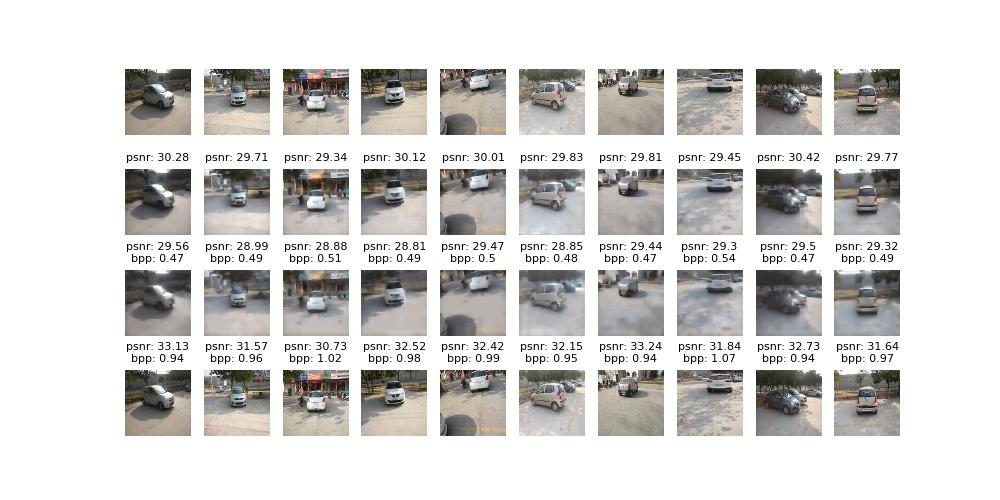 psnr: 30.28 psnr: 29.71 psnr: 29.34 psnr: 30.12 psnr: 30.01 psnr: 29.83 psnr: 29.81 psnr: 29.45 psnr: 30.42 psnr: 29.77
psnr: 29.56 psnr: 28.99 psnr: 28.88 psnr: 28.81 psnr: 29.47 psnr: 28.85 psnr: 29.44 psnr: 29.3 psnr: 29.5 psnr: 29.32
bpp: 0.47 bpp: 0.49 bpp: 0.51 bpp: 0.49 bpp: 0.5 bpp: 0.48 bpp: 0.47 bpp: 0.54 bpp: 0.47 bpp: 0.49
psnr: 33.13 psnr: 31.57 psnr: 30.73 psnr: 32.52 psnr: 32.42 psnr: 32.15 psnr: 33.24 psnr: 31.84 psnr: 32.73 psnr: 31.64
bpp: 0.94 bpp: 0.96 bpp: 1.02 bpp: 0.98 bpp: 0.99 bpp: 0.95 bpp: 0.94 bpp: 1.07 bpp: 0.94 bpp: 0.97